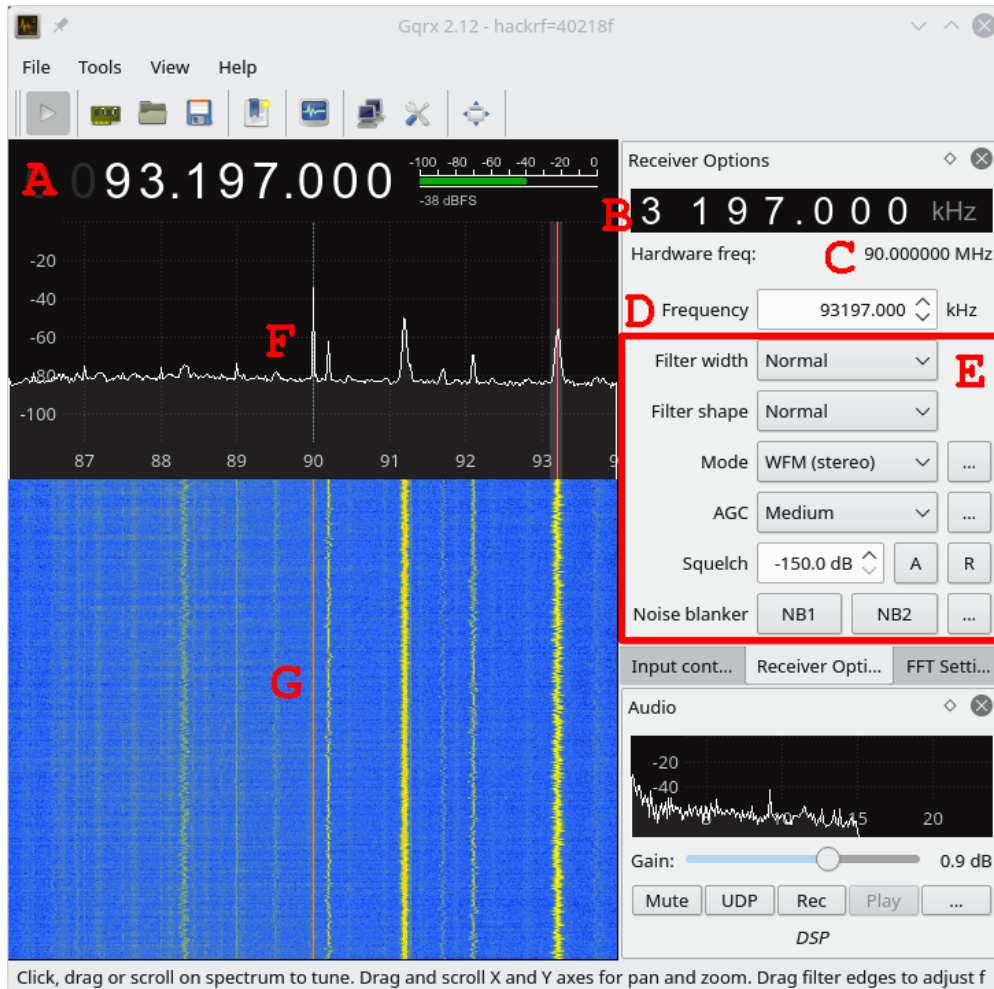 Gqrx 2.12 - hackrf=40218f
File Tools View Help
A 093.197.000
-100 -80 -60 -40 -20 0
-38 dBFS
-20
-40
-60
-80
-100
F
87 88 89 90 91 92 93 9
G
Receiver Options
B 3 197.000 kHz
Hardware freq: C 90.000000 MHz
D Frequency 93197.000 kHz
E
Filter width Normal
Filter shape Normal
Mode WFM (stereo) ...
AGC Medium ...
Squelch -150.0 dB A R
Noise blanker NB1 NB2 ...
Input cont... Receiver Opti... FFT Setti...
Audio
-20
-40
5 10 15 20
Gain: 0.9 dB
Mute UDP Rec Play ...
DSP
Click, drag or scroll on spectrum to tune. Drag and scroll X and Y axes for pan and zoom. Drag filter edges to adjust f